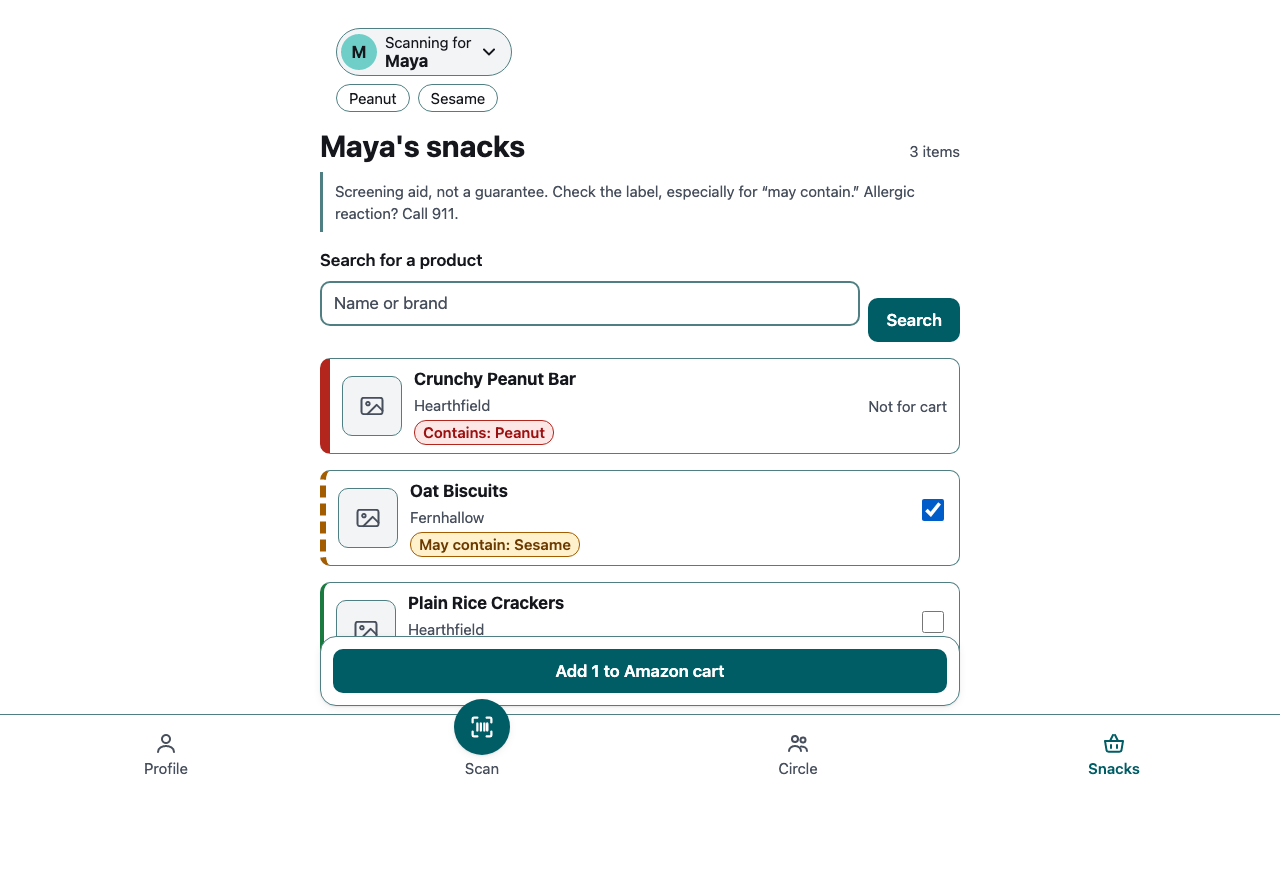 M
Scanning for
Maya
Peanut
Sesame
Maya's snacks
3 items
Screening aid, not a guarantee. Check the label, especially for “may contain.” Allergic
reaction? Call 911.
Search for a product
Name or brand
Search
Crunchy Peanut Bar
Hearthfield
Contains: Peanut
Not for cart
Oat Biscuits
Fernhallow
May contain: Sesame
Plain Rice Crackers
Hearthfield
Add 1 to Amazon cart
Profile
Scan
Circle
Snacks